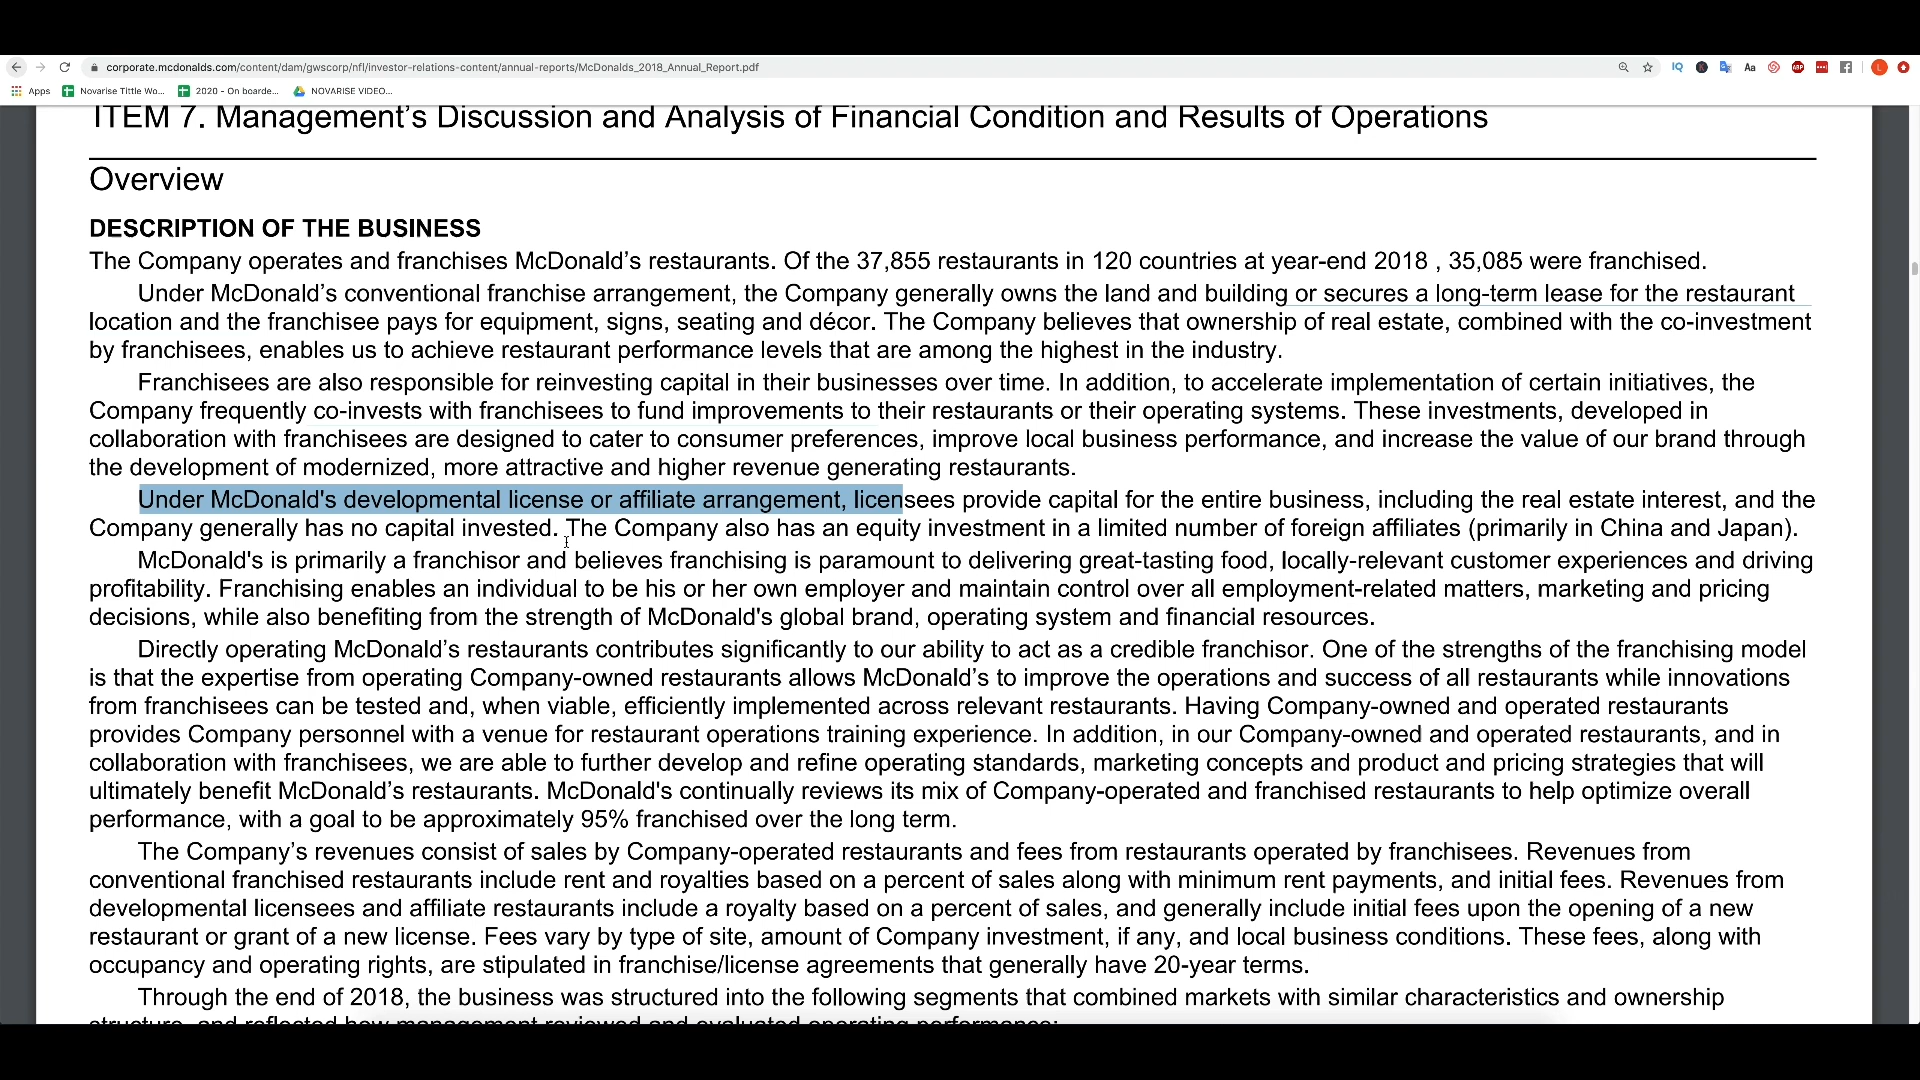 corporate.mcdonalds.com/content/dam/gwscorp/nfl/investor-relations-content/annual-reports/McDonalds_2018_Annual_Report.pdf
IQ
Aa
ABP
L
Apps
Novarise Tittle Wo...
2020 - On boarde...
NOVARISE VIDEO...
ITEM 7. Management’s Discussion and Analysis of Financial Condition and Results of Operations
Overview
DESCRIPTION OF THE BUSINESS
The Company operates and franchises McDonald’s restaurants. Of the 37,855 restaurants in 120 countries at year-end 2018 , 35,085 were franchised.
Under McDonald’s conventional franchise arrangement, the Company generally owns the land and building or secures a long-term lease for the restaurant
location and the franchisee pays for equipment, signs, seating and décor. The Company believes that ownership of real estate, combined with the co-investment
by franchisees, enables us to achieve restaurant performance levels that are among the highest in the industry.
Franchisees are also responsible for reinvesting capital in their businesses over time. In addition, to accelerate implementation of certain initiatives, the
Company frequently co-invests with franchisees to fund improvements to their restaurants or their operating systems. These investments, developed in
collaboration with franchisees are designed to cater to consumer preferences, improve local business performance, and increase the value of our brand through
the development of modernized, more attractive and higher revenue generating restaurants.
Under McDonald's developmental license or affiliate arrangement, licensees provide capital for the entire business, including the real estate interest, and the
Company generally has no capital invested. The Company also has an equity investment in a limited number of foreign affiliates (primarily in China and Japan).
McDonald's is primarily a franchisor and believes franchising is paramount to delivering great-tasting food, locally-relevant customer experiences and driving
profitability. Franchising enables an individual to be his or her own employer and maintain control over all employment-related matters, marketing and pricing
decisions, while also benefiting from the strength of McDonald's global brand, operating system and financial resources.
Directly operating McDonald’s restaurants contributes significantly to our ability to act as a credible franchisor. One of the strengths of the franchising model
is that the expertise from operating Company-owned restaurants allows McDonald’s to improve the operations and success of all restaurants while innovations
from franchisees can be tested and, when viable, efficiently implemented across relevant restaurants. Having Company-owned and operated restaurants
provides Company personnel with a venue for restaurant operations training experience. In addition, in our Company-owned and operated restaurants, and in
collaboration with franchisees, we are able to further develop and refine operating standards, marketing concepts and product and pricing strategies that will
ultimately benefit McDonald’s restaurants. McDonald's continually reviews its mix of Company-operated and franchised restaurants to help optimize overall
performance, with a goal to be approximately 95% franchised over the long term.
The Company’s revenues consist of sales by Company-operated restaurants and fees from restaurants operated by franchisees. Revenues from
conventional franchised restaurants include rent and royalties based on a percent of sales along with minimum rent payments, and initial fees. Revenues from
developmental licensees and affiliate restaurants include a royalty based on a percent of sales, and generally include initial fees upon the opening of a new
restaurant or grant of a new license. Fees vary by type of site, amount of Company investment, if any, and local business conditions. These fees, along with
occupancy and operating rights, are stipulated in franchise/license agreements that generally have 20-year terms.
Through the end of 2018, the business was structured into the following segments that combined markets with similar characteristics and ownership
structure, and reflected how management reviewed and evaluated operating performance: